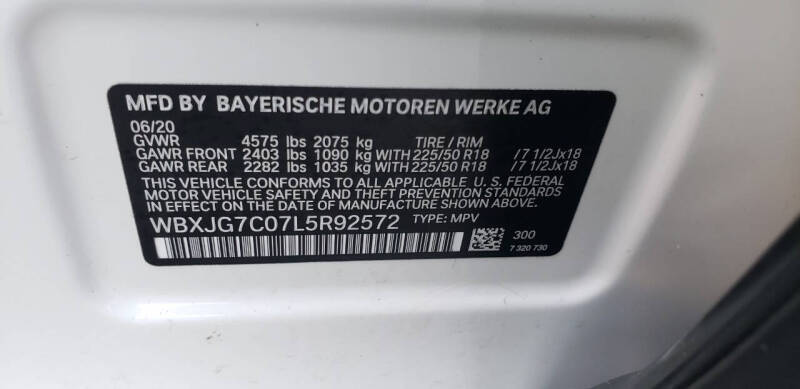 MFD BY BAYERISCHE MOTOREN WERKE AG
06/20
GVWR 4575 lbs 2075 kg TIRE / RIM
GAWR FRONT 2403 lbs 1090 kg WITH 225/50 R18 /7 1/2Jx18
GAWR REAR 2282 lbs 1035 kg WITH 225/50 R18 /7 1/2Jx18
THIS VEHICLE CONFORMS TO ALL APPLICABLE U. S. FEDERAL
MOTOR VEHICLE SAFETY AND THEFT PREVENTION STANDARDS
IN EFFECT ON THE DATE OF MANUFACTURE SHOWN ABOVE.
WBXJG7C07L5R92572 TYPE: MPV
300
7 320 730